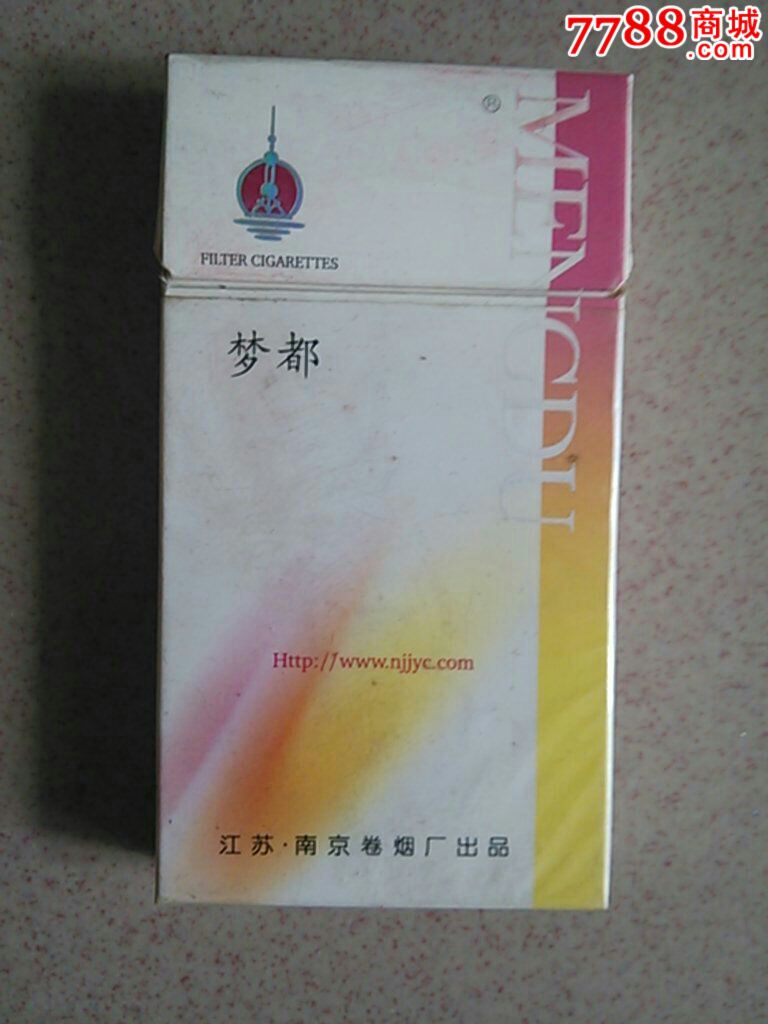 7788商城
.com
®
MENGDU
FILTER CIGARETTES
梦都
Http://www.njjyc.com
江苏·南京卷烟厂出品